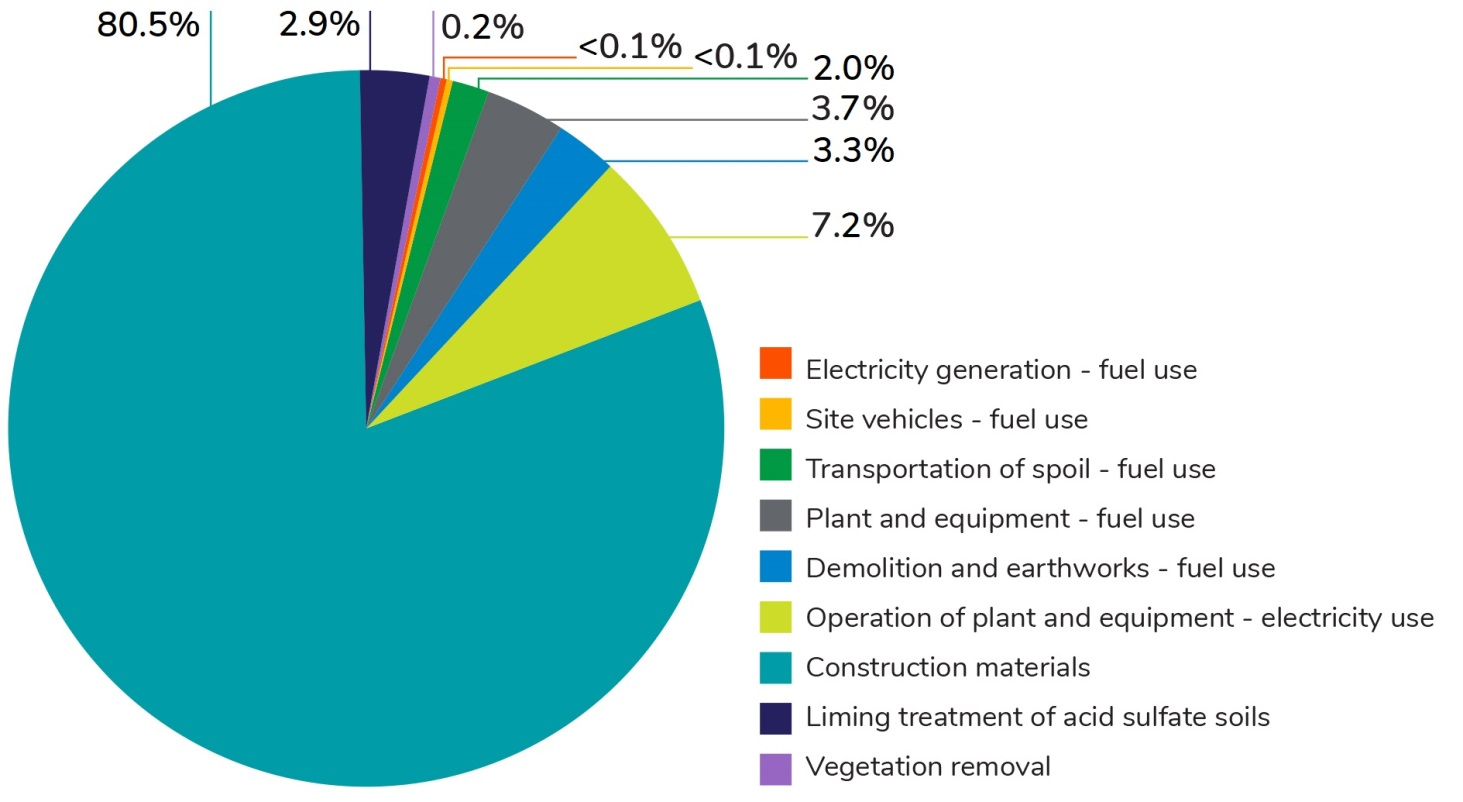 80.5%
2.9%
0.2%
<0.1%
<0.1%
2.0%
3.7%
3.3%
7.2%
Electricity generation - fuel use
Site vehicles - fuel use
Transportation of spoil - fuel use
Plant and equipment - fuel use
Demolition and earthworks - fuel use
Operation of plant and equipment - electricity use
Construction materials
Liming treatment of acid sulfate soils
Vegetation removal